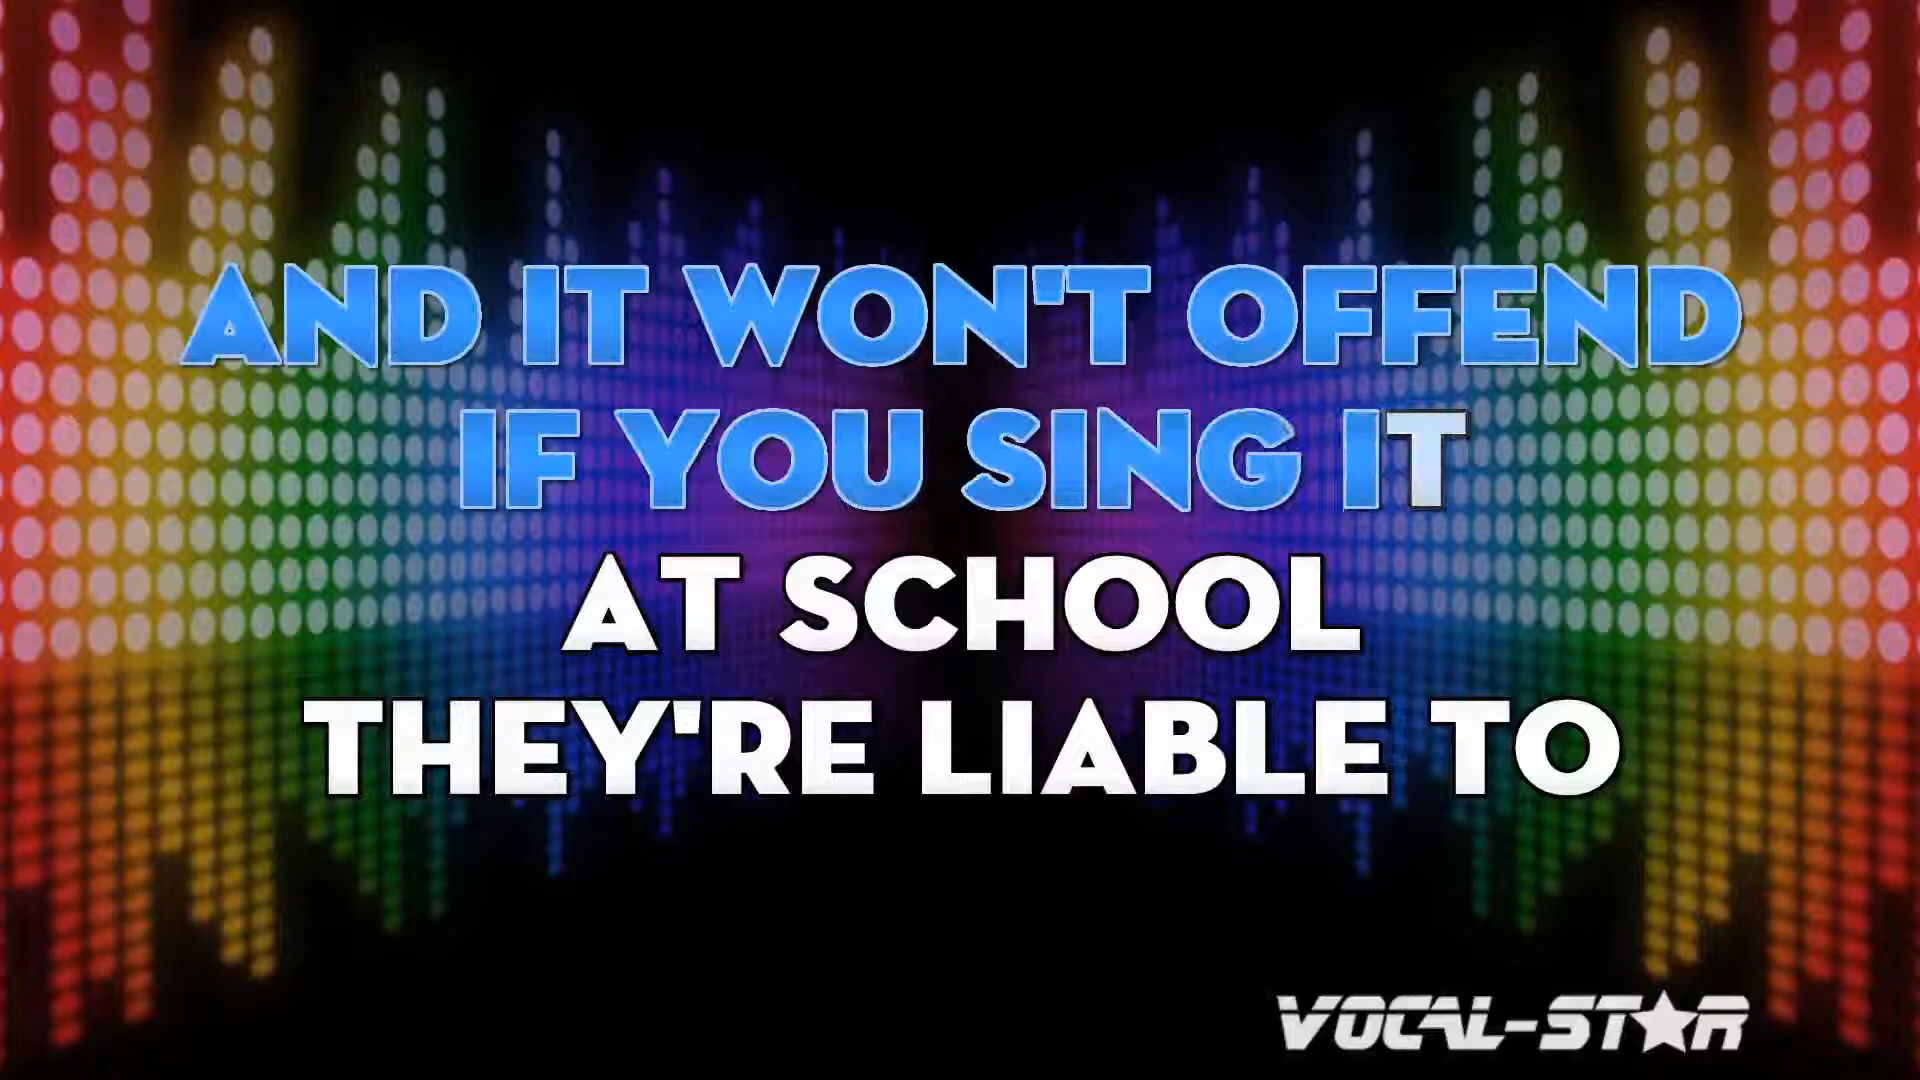 AND IT WON'T OFFEND
IF YOU SING IT
AT SCHOOL
THEY'RE LIABLE TO
VOCAL-STAR